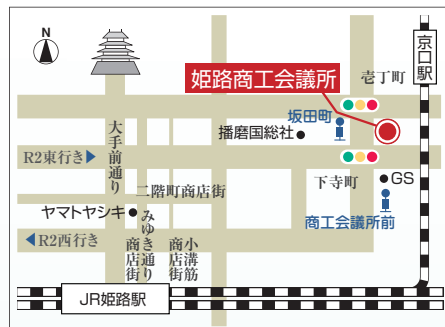 N
京口駅
姫路商工会議所
壱丁町
坂田町
播磨国総社
大手前通り
R2東行き
二階町商店街
下寺町
GS
ヤマトヤシキ
商工会議所前
みゆき通り
商店街
小溝筋
商店街
R2西行き
JR姫路駅